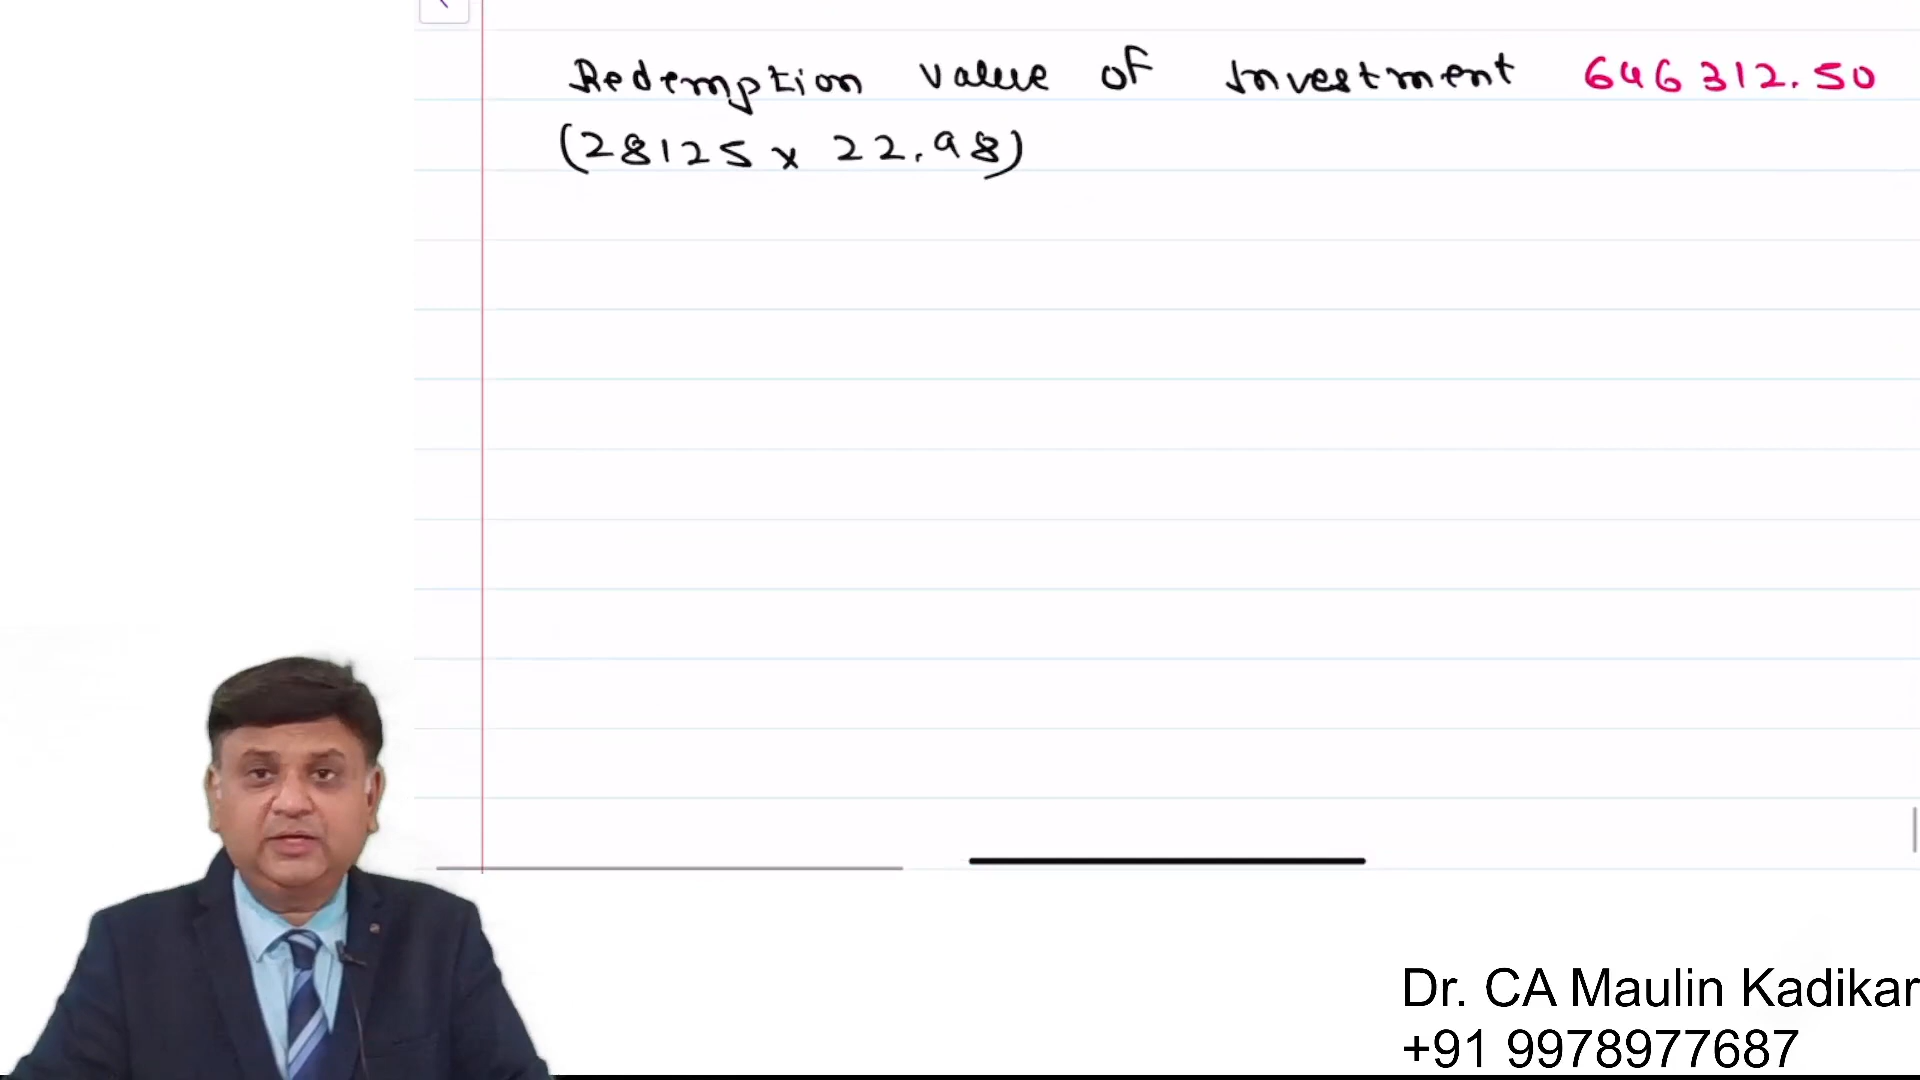 Redemption value of Investment 646312.50
(28125 x 22.98)
Dr. CA Maulin Kadikar
+91 9978977687